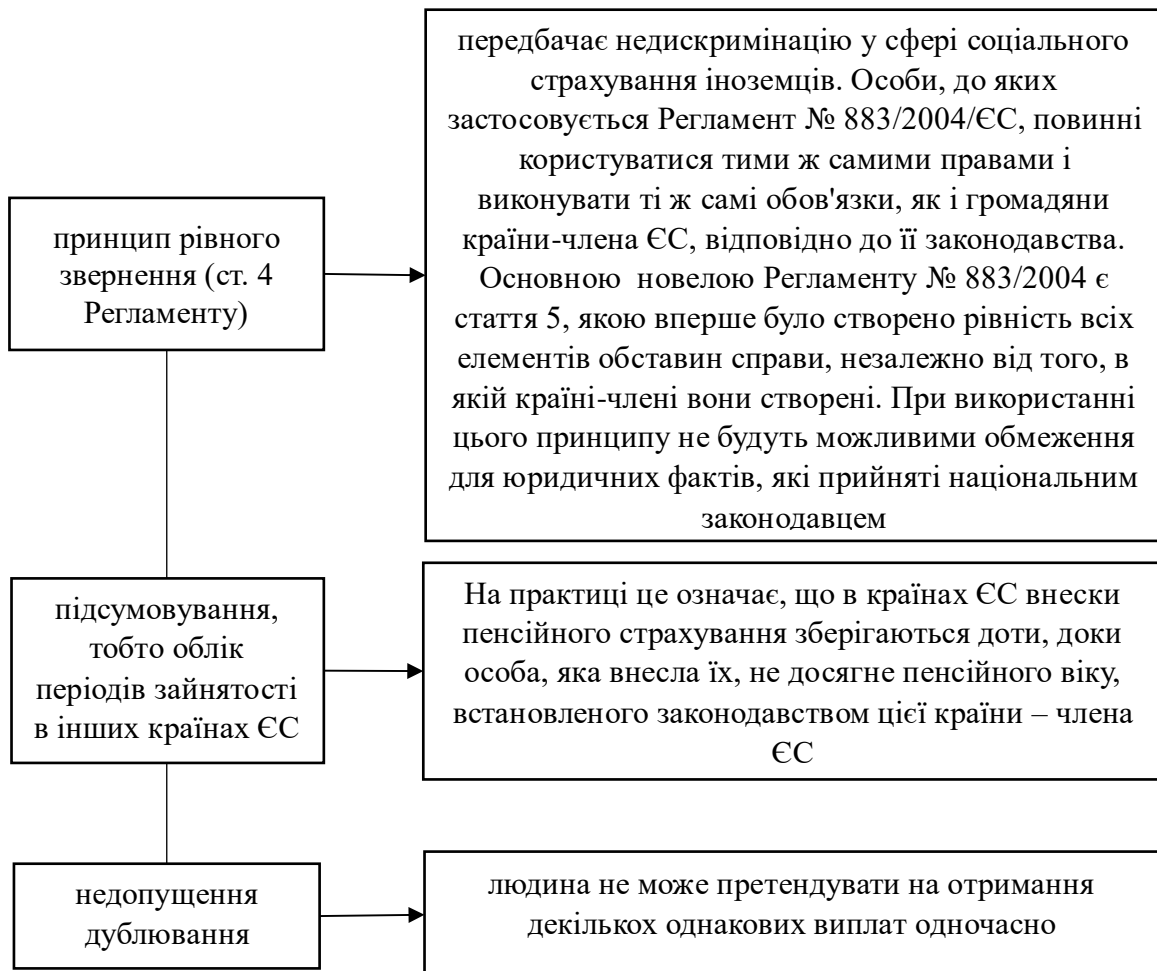 принцип рівного
звернення (ст. 4
Регламенту)
передбачає недискримінацію у сфері соціального
страхування іноземців. Особи, до яких
застосовується Регламент № 883/2004/ЄС, повинні
користуватися тими ж самими правами і
виконувати ті ж самі обов'язки, як і громадяни
країни-члена ЄС, відповідно до її законодавства.
Основною новелою Регламенту № 883/2004 є
стаття 5, якою вперше було створено рівність всіх
елементів обставин справи, незалежно від того, в
якій країні-члені вони створені. При використанні
цього принципу не будуть можливими обмеження
для юридичних фактів, які прийняті національним
законодавцем
підсумовування,
тобто облік
періодів зайнятості
в інших країнах ЄС
На практиці це означає, що в країнах ЄС внески
пенсійного страхування зберігаються доти, доки
особа, яка внесла їх, не досягне пенсійного віку,
встановленого законодавством цієї країни – члена
ЄС
недопущення
дублювання
людина не може претендувати на отримання
декількох однакових виплат одночасно